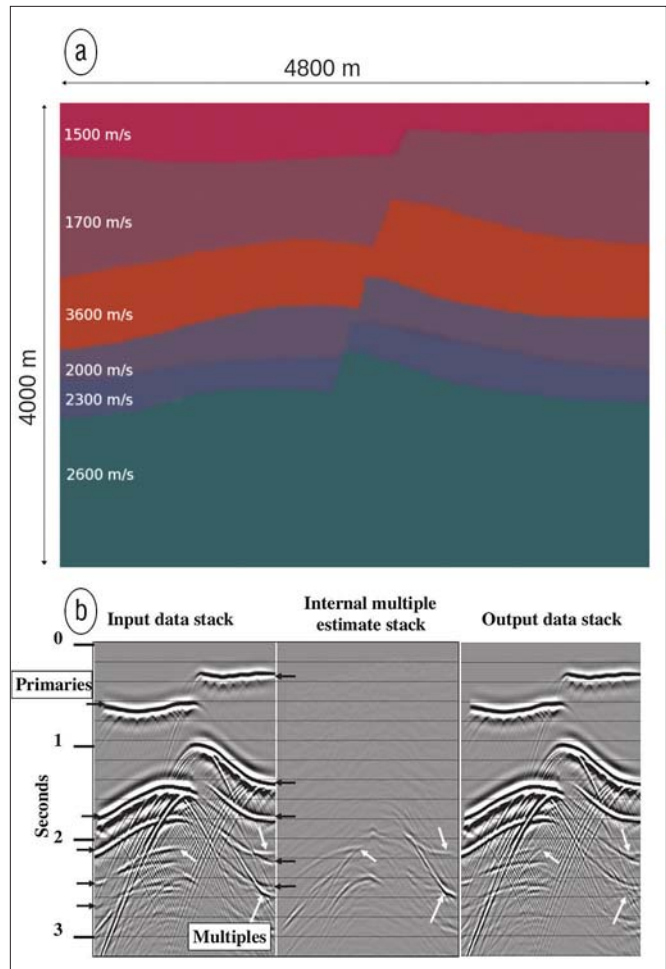 a
4800 m
1500 m/s
1700 m/s
3600 m/s
2000 m/s
2300 m/s
2600 m/s
4000 m
b
Input data stack
Internal multiple
estimate stack
Output data stack
0
Primaries
1
Seconds
2
Multiples
3